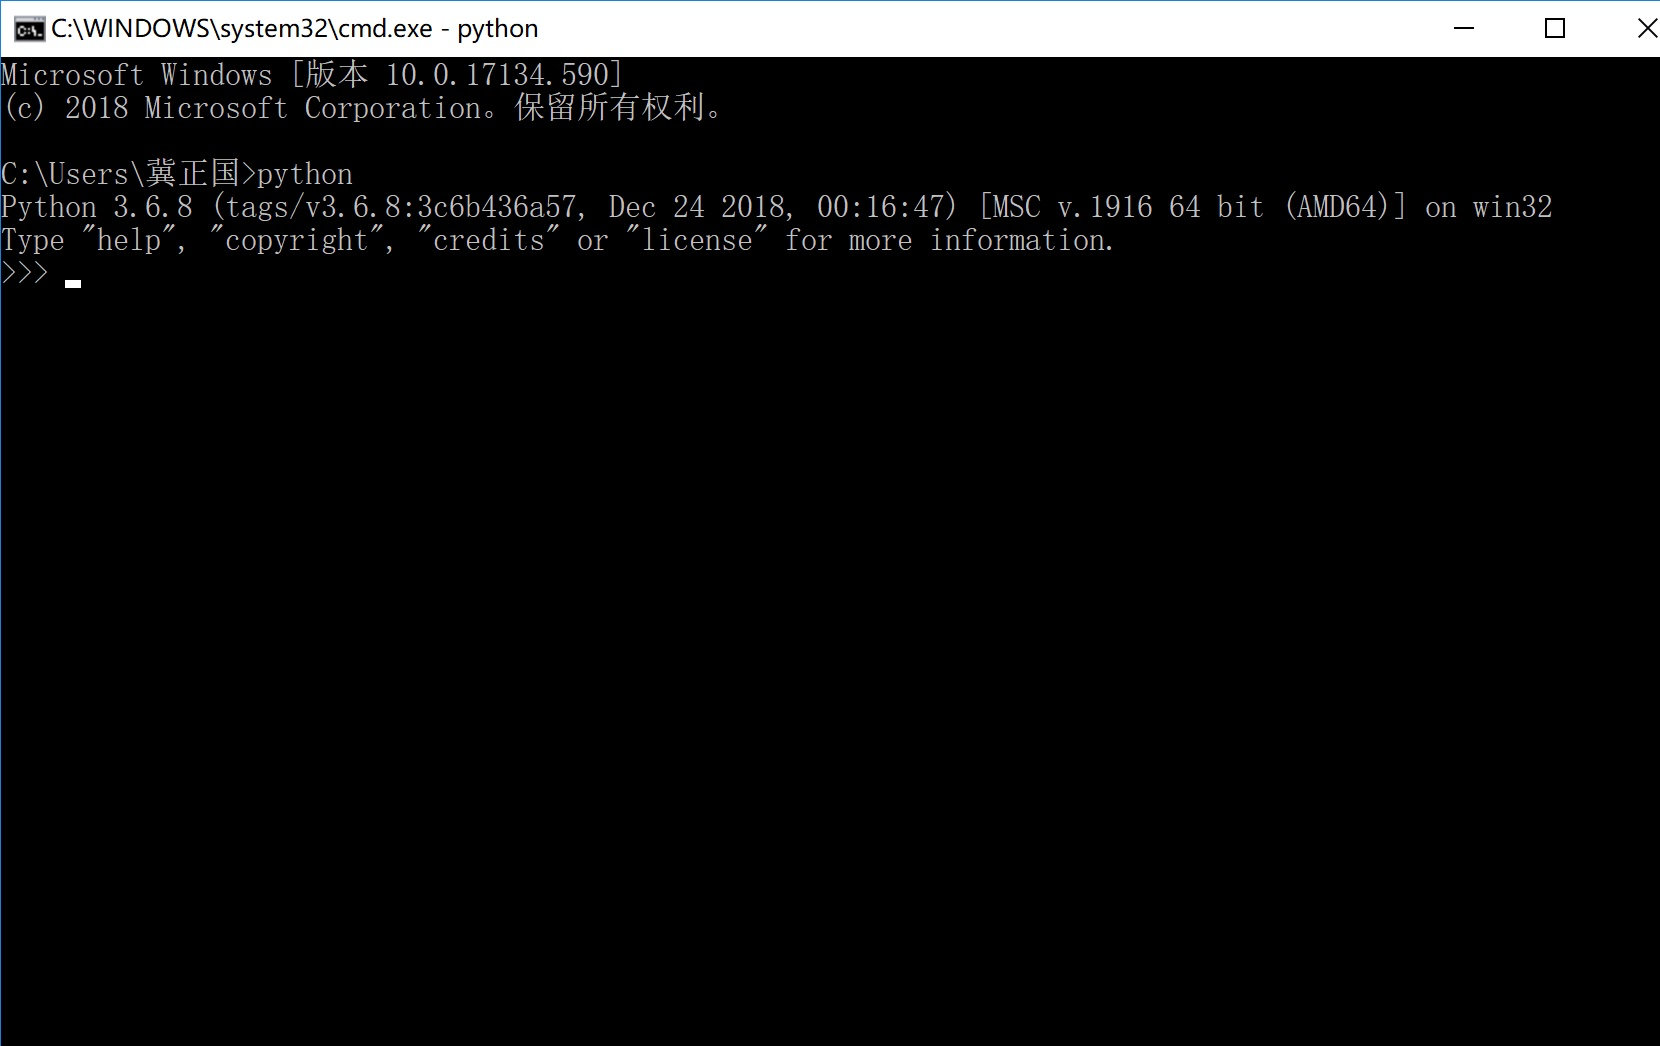 C:\WINDOWS\system32\cmd.exe - python
Microsoft Windows [版本 10.0.17134.590]
(c) 2018 Microsoft Corporation。保留所有权利。
C:\Users\冀正国>python
Python 3.6.8 (tags/v3.6.8:3c6b436a57, Dec 24 2018, 00:16:47) [MSC v.1916 64 bit (AMD64)] on win32
Type "help", "copyright", "credits" or "license" for more information.
>>>